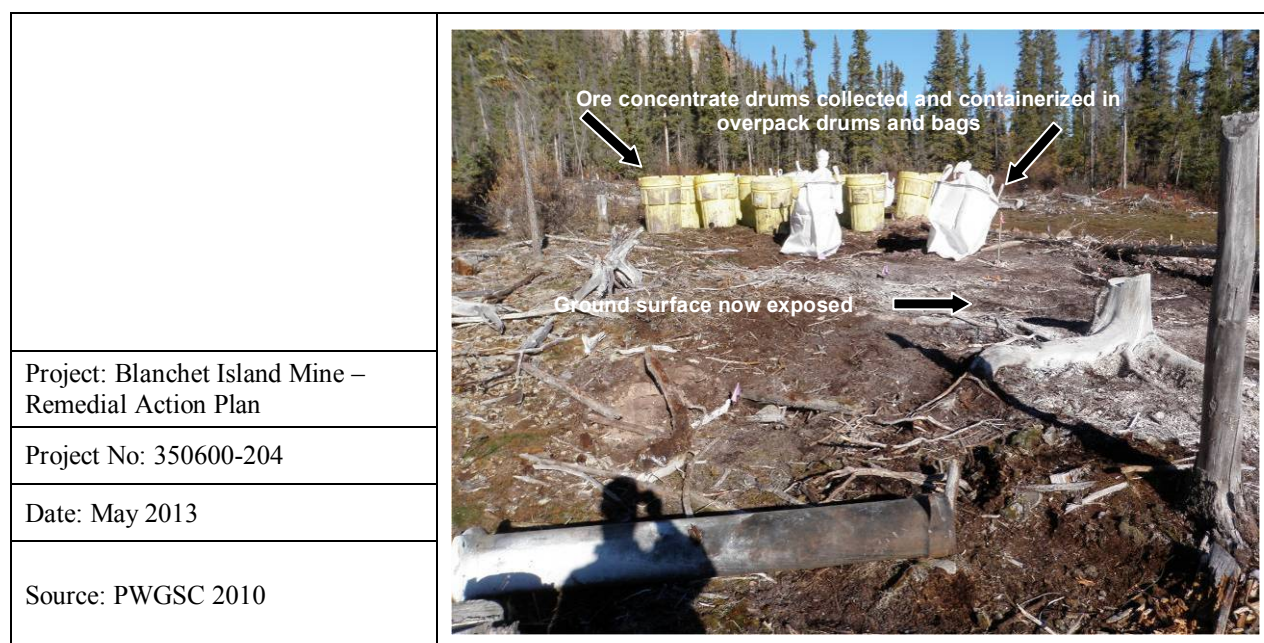 Project: Blanchet Island Mine –
Remedial Action Plan
Project No: 350600-204
Date: May 2013
Source: PWGSC 2010
Ore concentrate drums collected and containerized in
overpack drums and bags
Ground surface now exposed